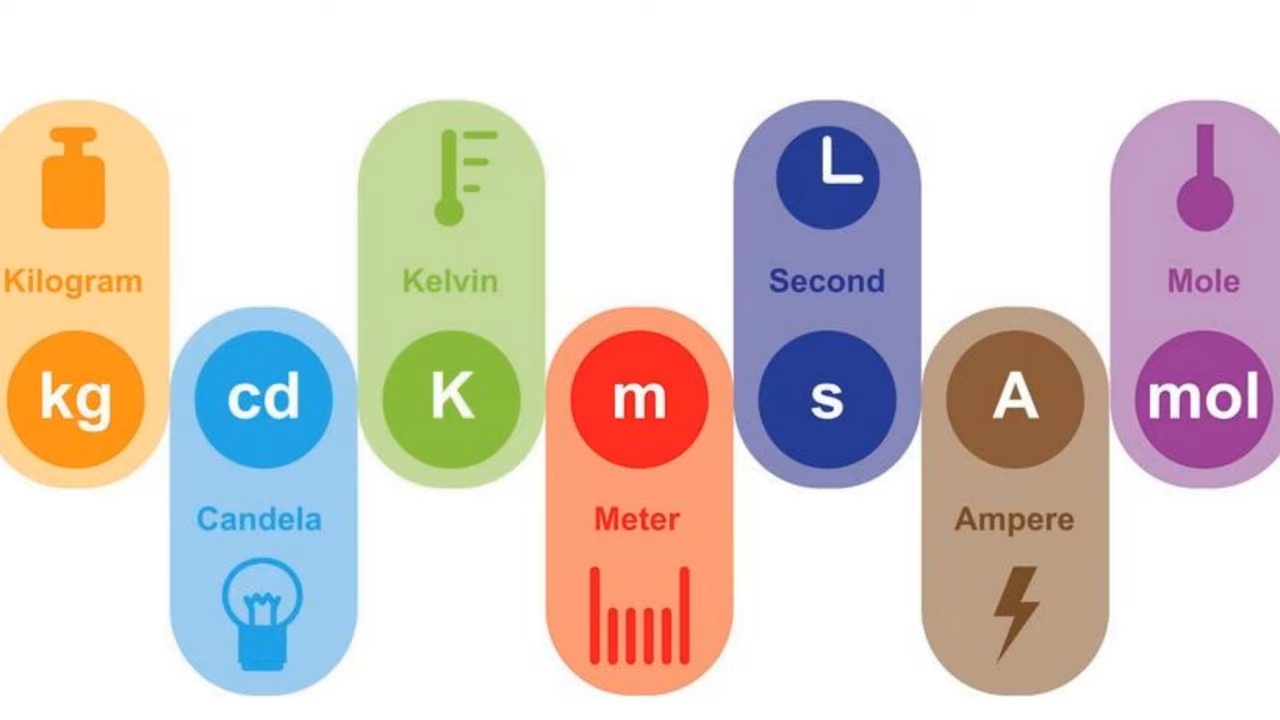 Kilogram
kg
cd
Candela
Kelvin
K
m
Meter
Second
s
A
Ampere
Mole
mol